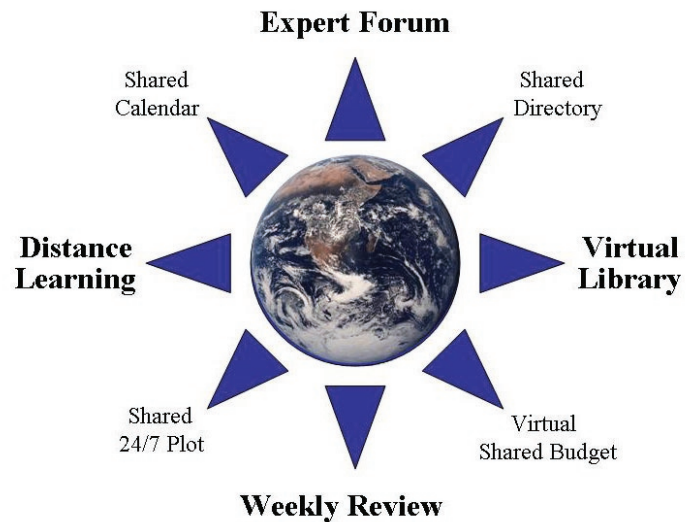 Expert Forum
Shared
Calendar
Shared
Directory
Distance
Learning
Virtual
Library
Shared
24/7 Plot
Virtual
Shared Budget
Weekly Review